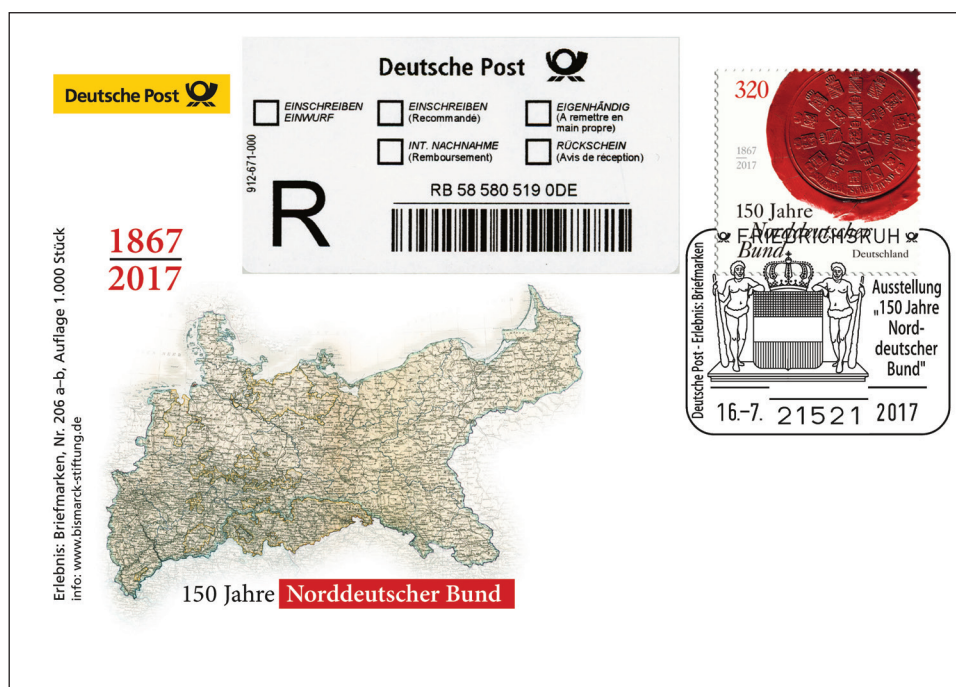 Deutsche Post
Deutsche Post
EINSCHREIBEN
EINWURF
EINSCHREIBEN
(Recommandé)
EIGENHÄNDIG
(A remettre en
main propre)
INT. NACHNAHME
(Remboursement)
RÜCKSCHEIN
(Avis de réception)
912-671-000
R
RB 58 580 519 0DE
320
1867
2017
150 Jahre
Norddeutscher
Bund
Deutschland
FRIEDRICHSRUH
Deutsche Post - Erlebnis: Briefmarken
Ausstellung
"150 Jahre
Nord-
deutscher
Bund"
16.–7. 21521 2017
1867
2017
Erlebnis: Briefmarken, Nr. 206 a–b, Auflage 1.000 Stück
info: www.bismarck-stiftung.de
150 Jahre Norddeutscher Bund